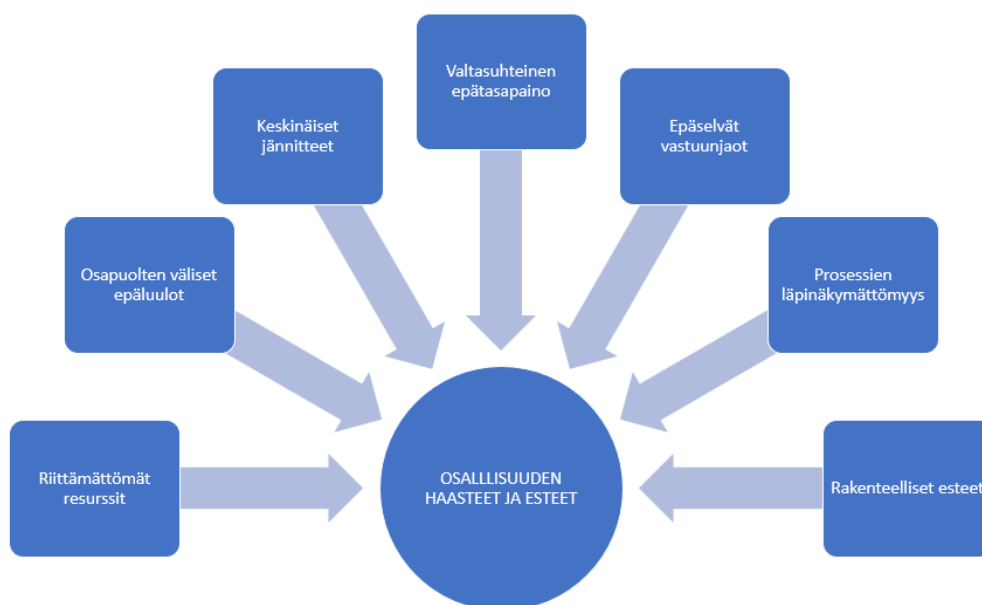 Valtasuhteinen
epätasapaino
Keskinäiset
jännitteet
Epäselvät
vastuunjaot
Osapuolten väliset
epäluulot
Prosessien
läpinäkymättömyys
Riittämättömät
resurssit
OSALLLISUUDEN
HAASTEET JA ESTEET
Rakenteelliset esteet